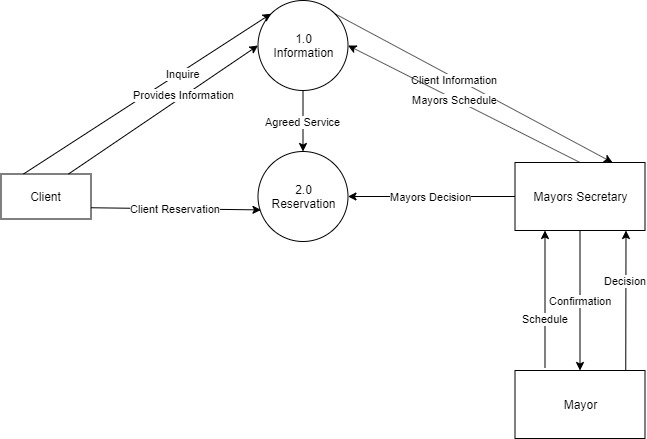 1.0
Information
Inquire
Client Information
Provides Information
Mayors Schedule
Agreed Service
Client
2.0
Reservation
Mayors Decision
Mayors Secretary
Client Reservation
Decision
Confirmation
Schedule
Mayor